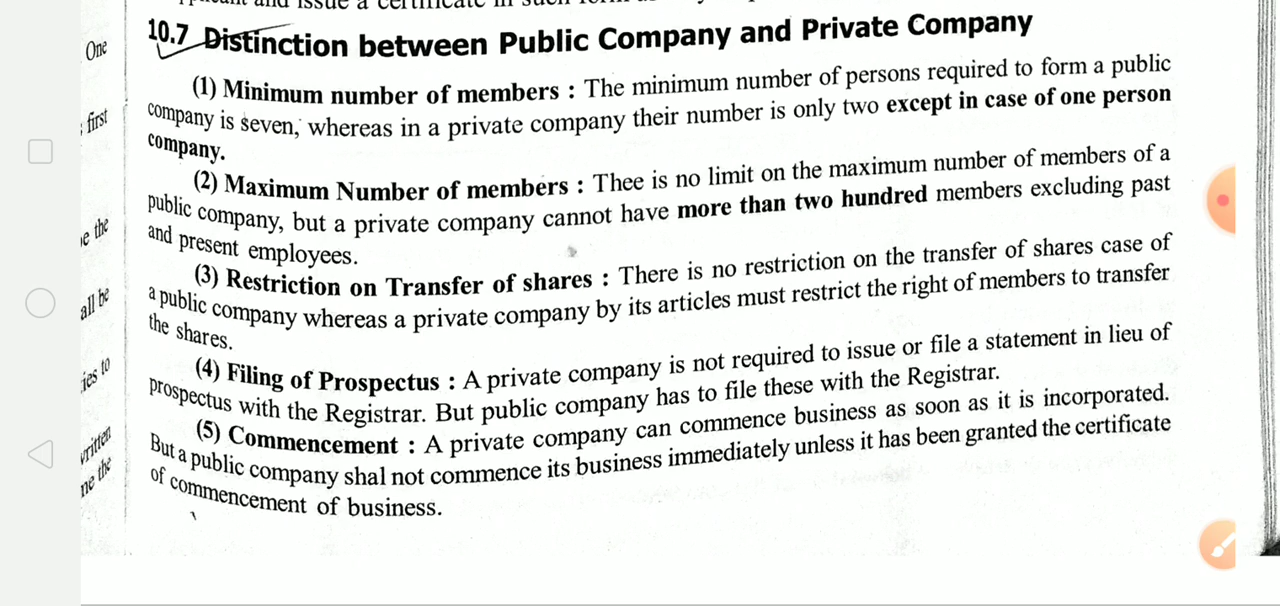 and issue a certificate in such form
10.7 Distinction between Public Company and Private Company
One
(1) Minimum number of members : The minimum number of persons required to form a public
first
company is seven, whereas in a private company their number is only two except in case of one person
company.
(2) Maximum Number of members : Thee is no limit on the maximum number of members of a
the
public company, but a private company cannot have more than two hundred members excluding past
and present employees.
(3) Restriction on Transfer of shares : There is no restriction on the transfer of shares case of
all be
a public company whereas a private company by its articles must restrict the right of members to transfer
the shares.
ies to
(4) Filing of Prospectus : A private company is not required to issue or file a statement in lieu of
prospectus with the Registrar. But public company has to file these with the Registrar.
(5) Commencement : A private company can commence business as soon as it is incorporated.
written
But a public company shal not commence its business immediately unless it has been granted the certificate
ne the
of commencement of business.